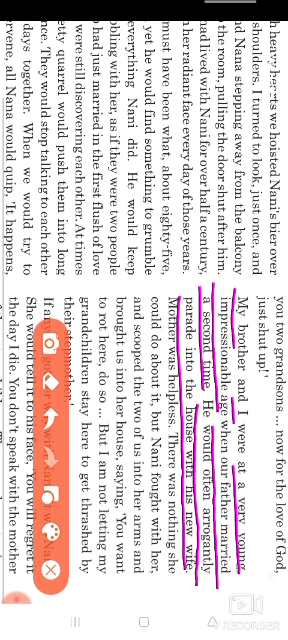 heavy hearts we hoisted Nani's bier over
shoulders. I turned to look, just once, and
nd Nana stepping away from the balcony
the room, pulling the door shut after him.
had lived with Nani for over half a century,
n her radiant face every day of those years.
must have been what, about eighty-five,
yet he would find something to grumble
everything Nani did. He would keep
bbling with her, as if they were two people
had just married in the first flush of love
were still discovering each other. At times
etty quarrel would push them into long
nce. They would stop talking to each other
days together. When we would try to
rvene, all Nana would quip, 'It happens,
you two grandsons ... now for the love of God,
just shut up!'
My brother and I were at a very young,
impressionable age when our father married
a second time. He would often arrogantly
parade into the house with his new wife.
Mother was helpless. There was nothing she
could do about it, but Nani fought with her,
and scooped the two of us into her arms and
brought us into her house, saying, 'You want
to rot here, do so ... But I am not letting my
grandchildren stay here to get thrashed by
their stepmother.'
If any
She would tell it to his face, 'You will regret it
the day I die. You don't speak with the mother
RECORDER